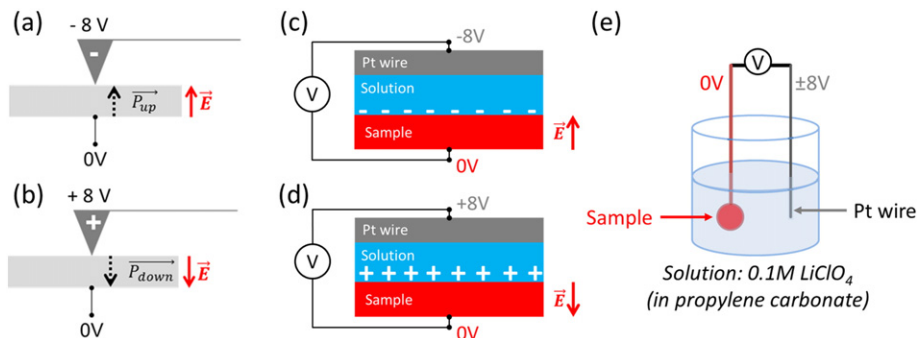 (a)
- 8 V
-
P_up
E
0V
(b)
+ 8 V
+
P_down
E
0V
(c)
-8V
Pt wire
Solution
- - - - - - - -
Sample
V
E
0V
(d)
+8V
Pt wire
Solution
+ + + + + + + +
Sample
V
E
0V
(e)
V
0V
±8V
Sample
Pt wire
Solution: 0.1M LiClO₄
(in propylene carbonate)